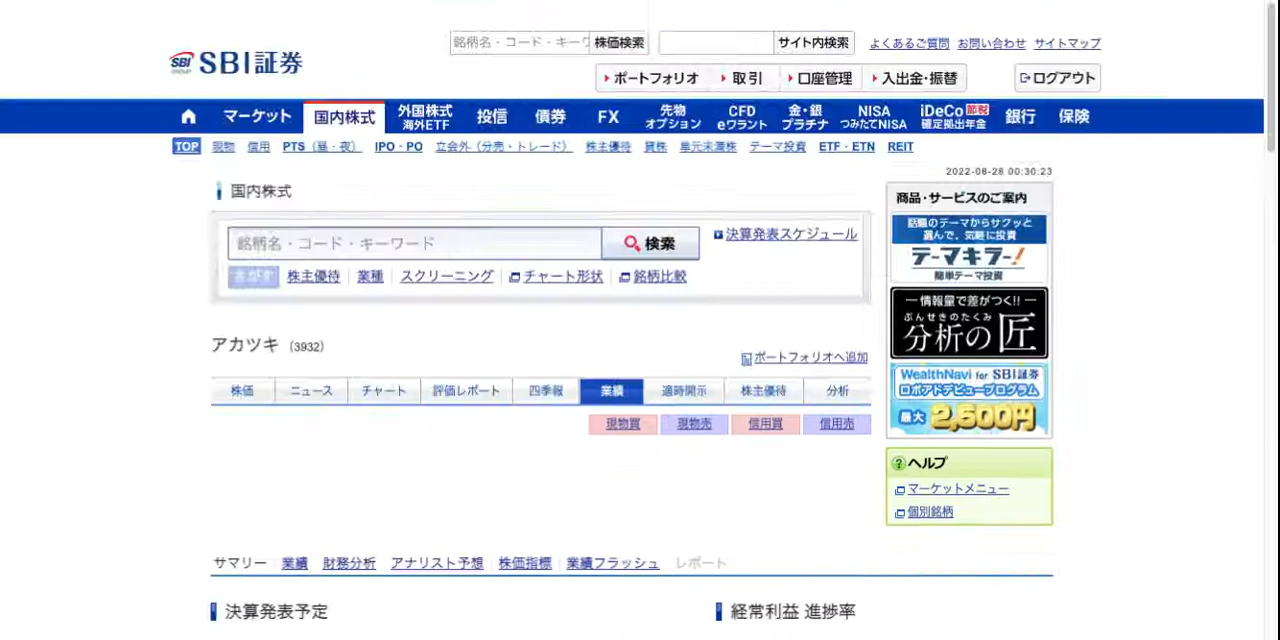 銘柄名・コード・キーワ 株価検索 サイト内検索 よくあるご質問 お問い合わせ サイトマップ
SBI GROUP SBI証券
ポートフォリオ 取引 口座管理 入出金・振替 ログアウト
マーケット 国内株式 外国株式 海外ETF 投信 債券 FX 先物 オプション CFD eワラント 金・銀 プラチナ NISA つみたてNISA iDeCo 節税 確定拠出年金 銀行 保険
TOP 現物 信用 PTS（昼・夜） IPO・PO 立会外（分売・トレード） 株主優待 貸株 単元未満株 テーマ投資 ETF・ETN REIT
2022-08-28 00:30:23
国内株式
銘柄名・コード・キーワード 検索 決算発表スケジュール
さがす 株主優待 業種 スクリーニング チャート形状 銘柄比較
アカツキ (3932)
ポートフォリオへ追加
株価 ニュース チャート 評価レポート 四季報 業績 適時開示 株主優待 分析
現物買 現物売 信用買 信用売
商品・サービスのご案内
話題のテーマからサクッと
選んで、気軽に投資
テーマキラー!
簡単テーマ投資
情報量で差がつく!!
ぶんせきのたくみ
分析の匠
WealthNavi for SBI証券
ロボアドデビュープログラム
最大 2,500円
ヘルプ
マーケットメニュー
個別銘柄
サマリー 業績 財務分析 アナリスト予想 株価指標 業績フラッシュ レポート
決算発表予定 経常利益 進捗率